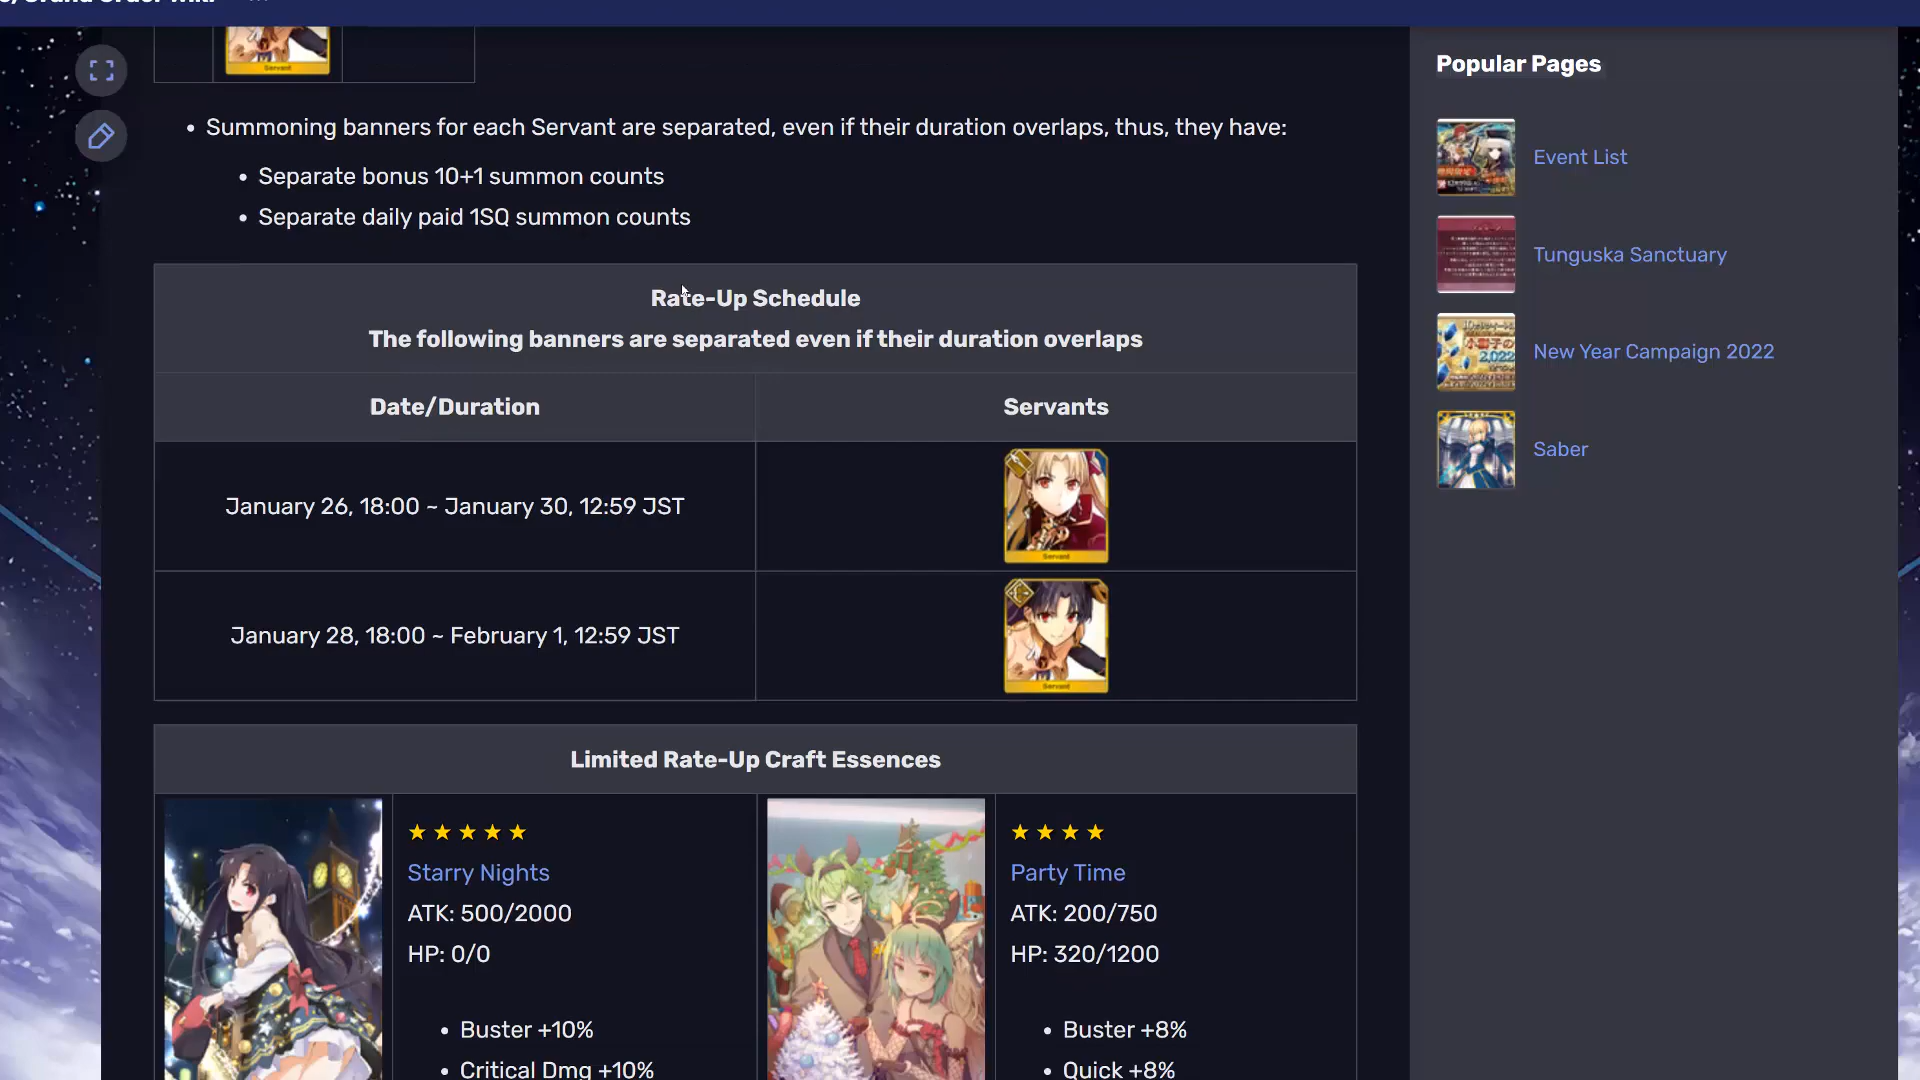 Summoning banners for each Servant are separated, even if their duration overlaps, thus, they have:
Separate bonus 10+1 summon counts
Separate daily paid 1SQ summon counts
Rate-Up Schedule
The following banners are separated even if their duration overlaps
Date/Duration
Servants
January 26, 18:00 ~ January 30, 12:59 JST
Servant
January 28, 18:00 ~ February 1, 12:59 JST
Servant
Limited Rate-Up Craft Essences
★ ★ ★ ★ ★
Starry Nights
ATK: 500/2000
HP: 0/0
Buster +10%
Critical Dmg +10%
★ ★ ★ ★
Party Time
ATK: 200/750
HP: 320/1200
Buster +8%
Quick +8%
Popular Pages
Event List
Tunguska Sanctuary
New Year Campaign 2022
Saber